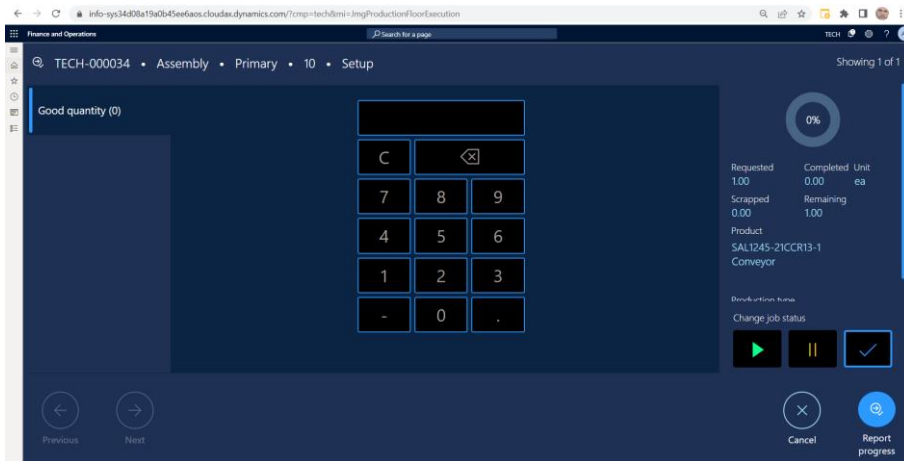 info-sys34d08a19a0b45ee6aos.cloudax.dynamics.com/?cmp=tech&mi=JmgProductionFloorExecution
Finance and Operations
Search for a page
TECH
?
TECH-000034 • Assembly • Primary • 10 • Setup
Showing 1 of 1
Good quantity (0)
C
7 8 9
4 5 6
1 2 3
- 0 .
0%
Requested Completed Unit
1.00 0.00 ea
Scrapped Remaining
0.00 1.00
Product
SAL1245-21CCR13-1
Conveyor
Production type
Change job status
Previous
Next
Cancel
Report
progress